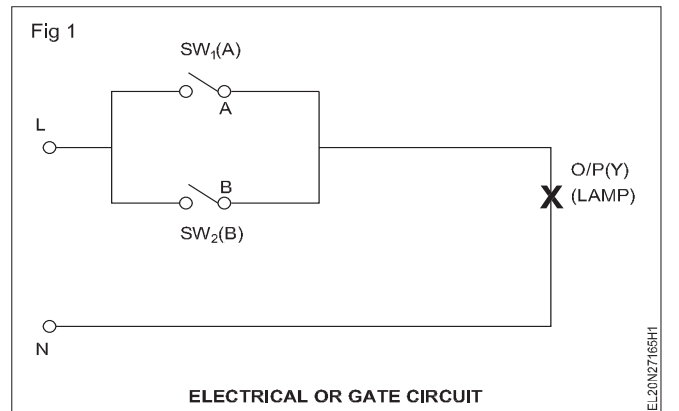 Fig 1
SW₁(A)
A
L
B
SW₂(B)
O/P(Y)
(LAMP)
N
ELECTRICAL OR GATE CIRCUIT
EL20N27165H1